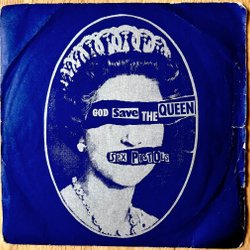 GOD Save THE QUEEN
SEX PISTOLS